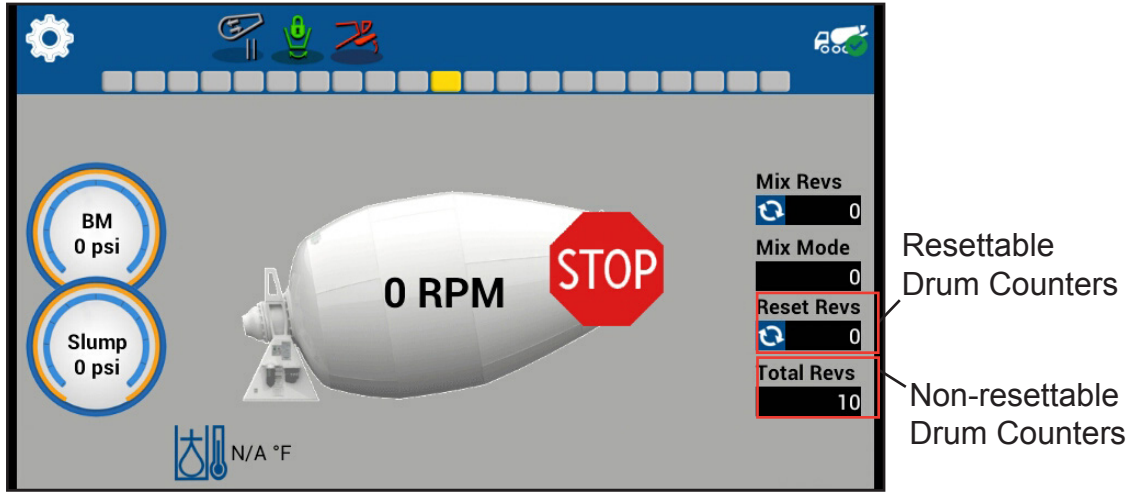 BM
0 psi
Slump
0 psi
0 RPM
STOP
Mix Revs
0
Mix Mode
0
Reset Revs
0
Total Revs
10
N/A °F
Resettable
Drum Counters
Non-resettable
Drum Counters